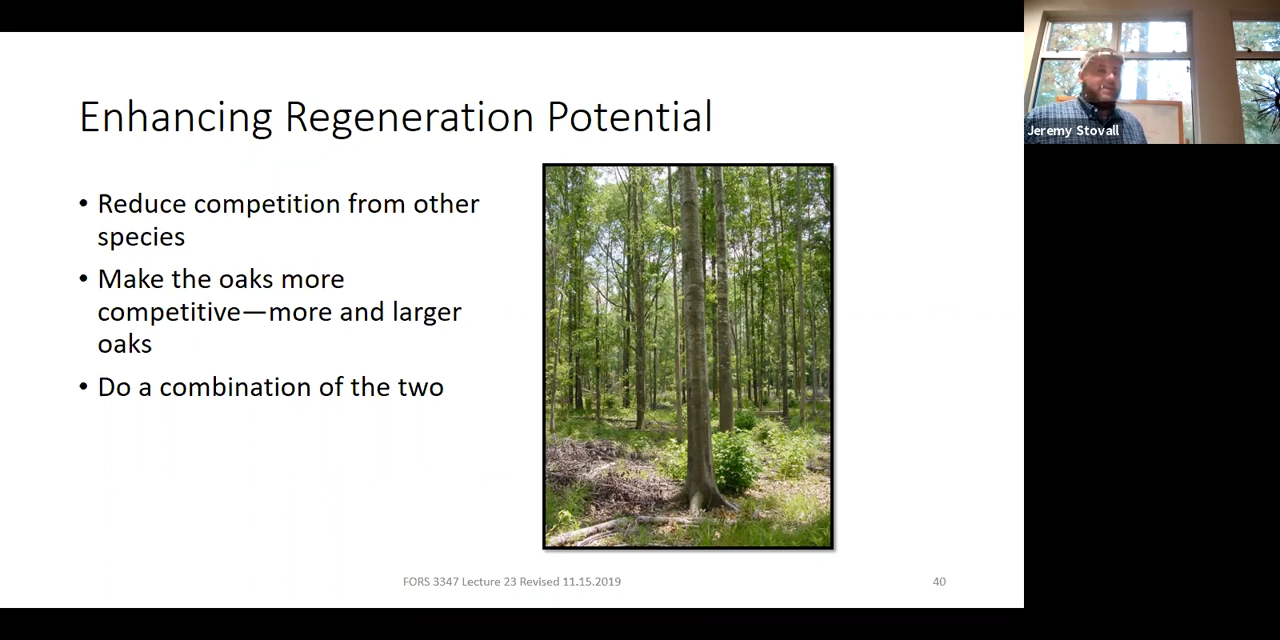 Enhancing Regeneration Potential
• Reduce competition from other
species
• Make the oaks more
competitive—more and larger
oaks
• Do a combination of the two
FORS 3347 Lecture 23 Revised 11.15.2019
40
Jeremy Stovall